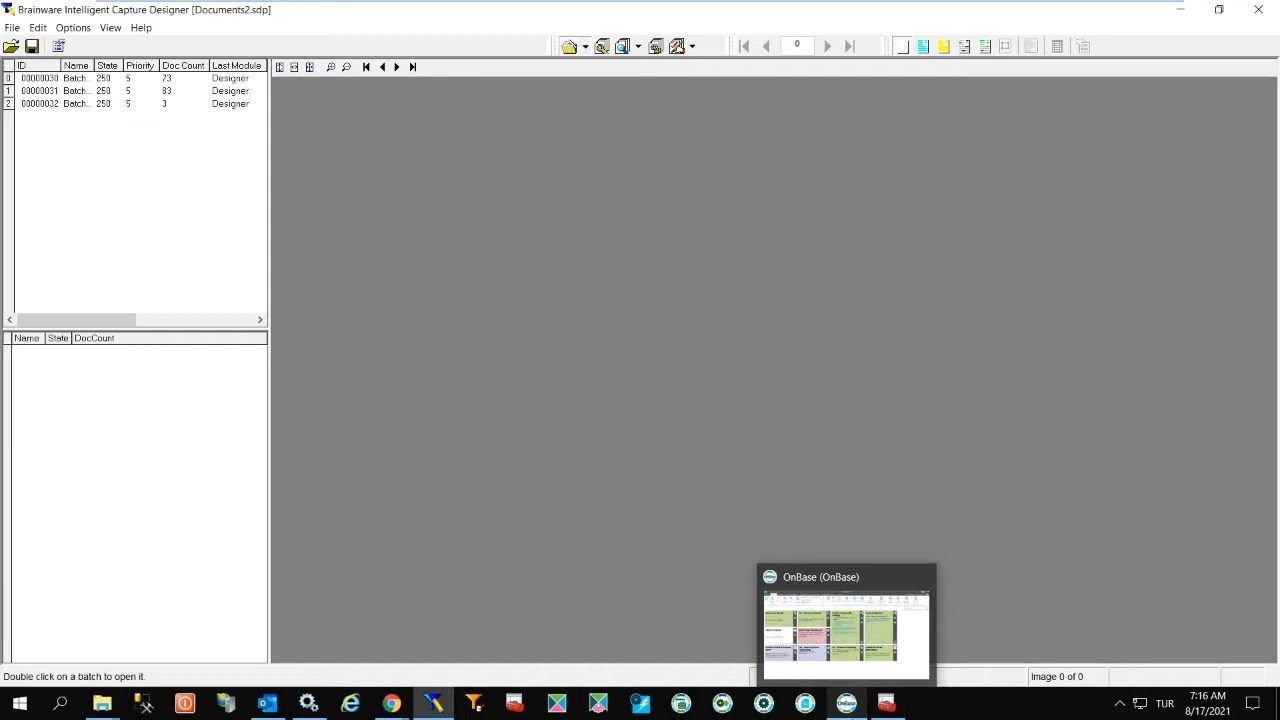 Brainware Intelligent Capture Designer [Documents2.sdp]
File Edit Options View Help
0
ID Name State Priority Doc Count Last Module
0 00000030 Batch... 250 5 73 Designer
1 00000031 Batch... 250 5 83 Designer
2 00000032 Batch... 250 5 3 Designer
Name State DocCount
OnBase (OnBase)
Double click on a batch to open it.
Image 0 of 0
OnBase
TUR
7:16 AM
8/17/2021